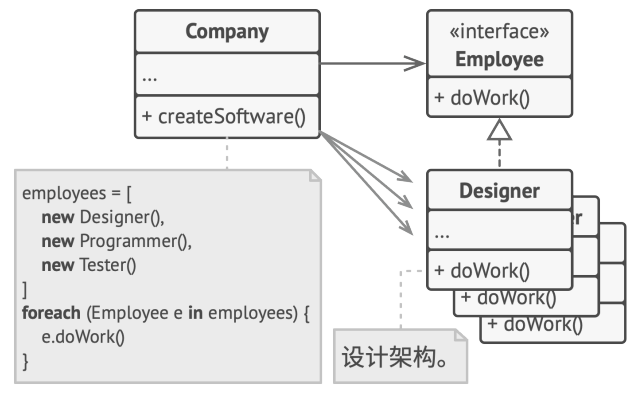 Company
...
+ createSoftware()
«interface»
Employee
+ doWork()
employees = [
new Designer(),
new Programmer(),
new Tester()
]
foreach (Employee e in employees) {
e.doWork()
}
Designer
...
+ doWork()
+ doWork()
+ doWork()
设计架构。